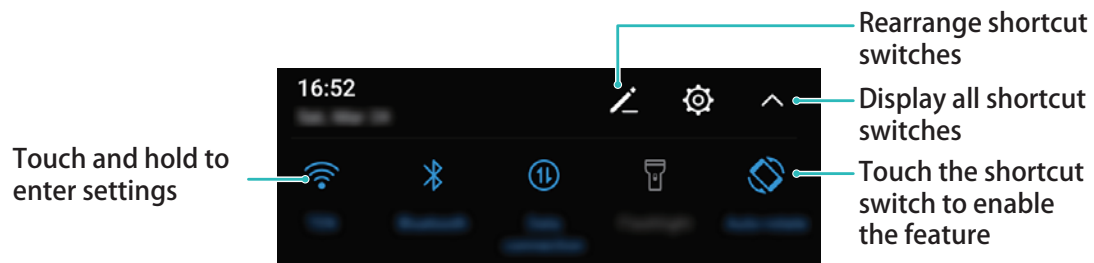 Rearrange shortcut
switches
16:52
Display all shortcut
switches
Touch and hold to
enter settings
Touch the shortcut
switch to enable
the feature